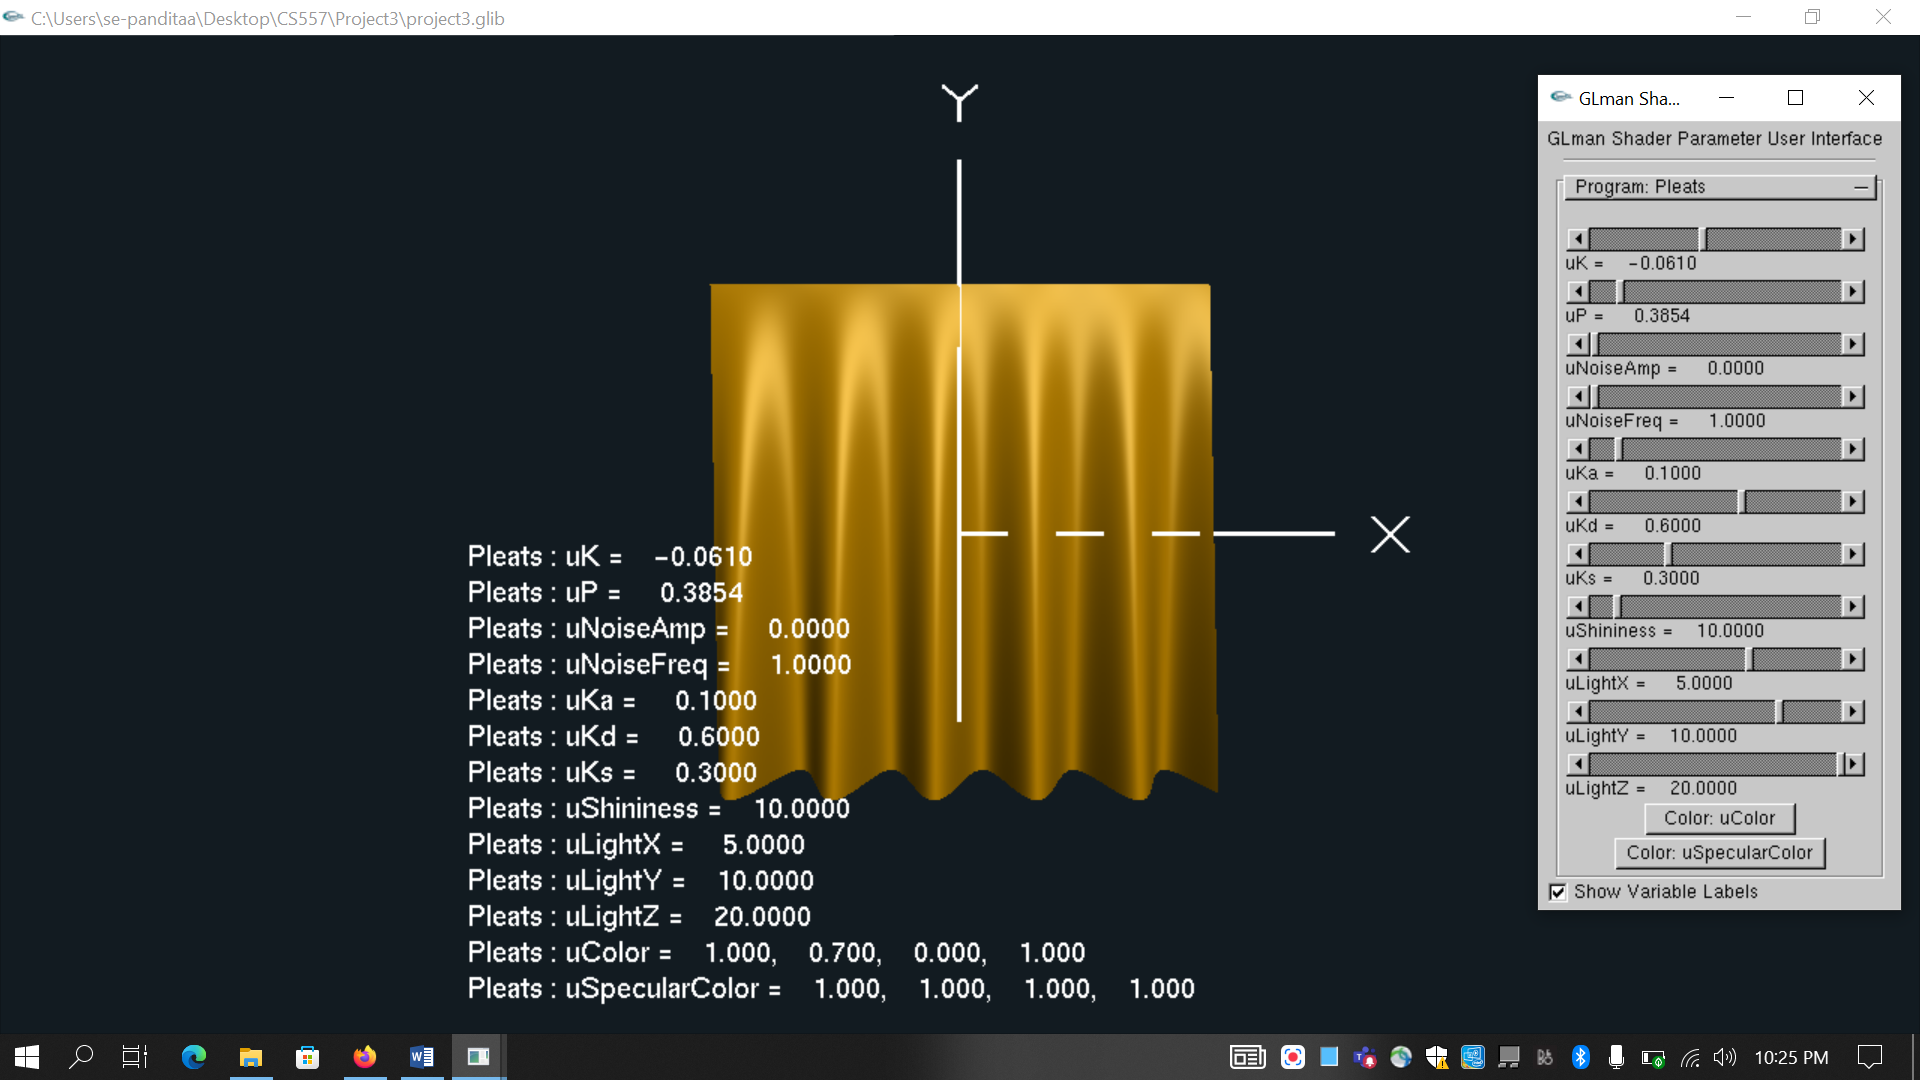 C:\Users\se-panditaa\Desktop\CS557\Project3\project3.glib
Y
X
Pleats : uK = -0.0610
Pleats : uP = 0.3854
Pleats : uNoiseAmp = 0.0000
Pleats : uNoiseFreq = 1.0000
Pleats : uKa = 0.1000
Pleats : uKd = 0.6000
Pleats : uKs = 0.3000
Pleats : uShininess = 10.0000
Pleats : uLightX = 5.0000
Pleats : uLightY = 10.0000
Pleats : uLightZ = 20.0000
Pleats : uColor = 1.000, 0.700, 0.000, 1.000
Pleats : uSpecularColor = 1.000, 1.000, 1.000, 1.000
GLman Sha...
GLman Shader Parameter User Interface
Program: Pleats
uK = -0.0610
uP = 0.3854
uNoiseAmp = 0.0000
uNoiseFreq = 1.0000
uKa = 0.1000
uKd = 0.6000
uKs = 0.3000
uShininess = 10.0000
uLightX = 5.0000
uLightY = 10.0000
uLightZ = 20.0000
Color: uColor
Color: uSpecularColor
Show Variable Labels
10:25 PM